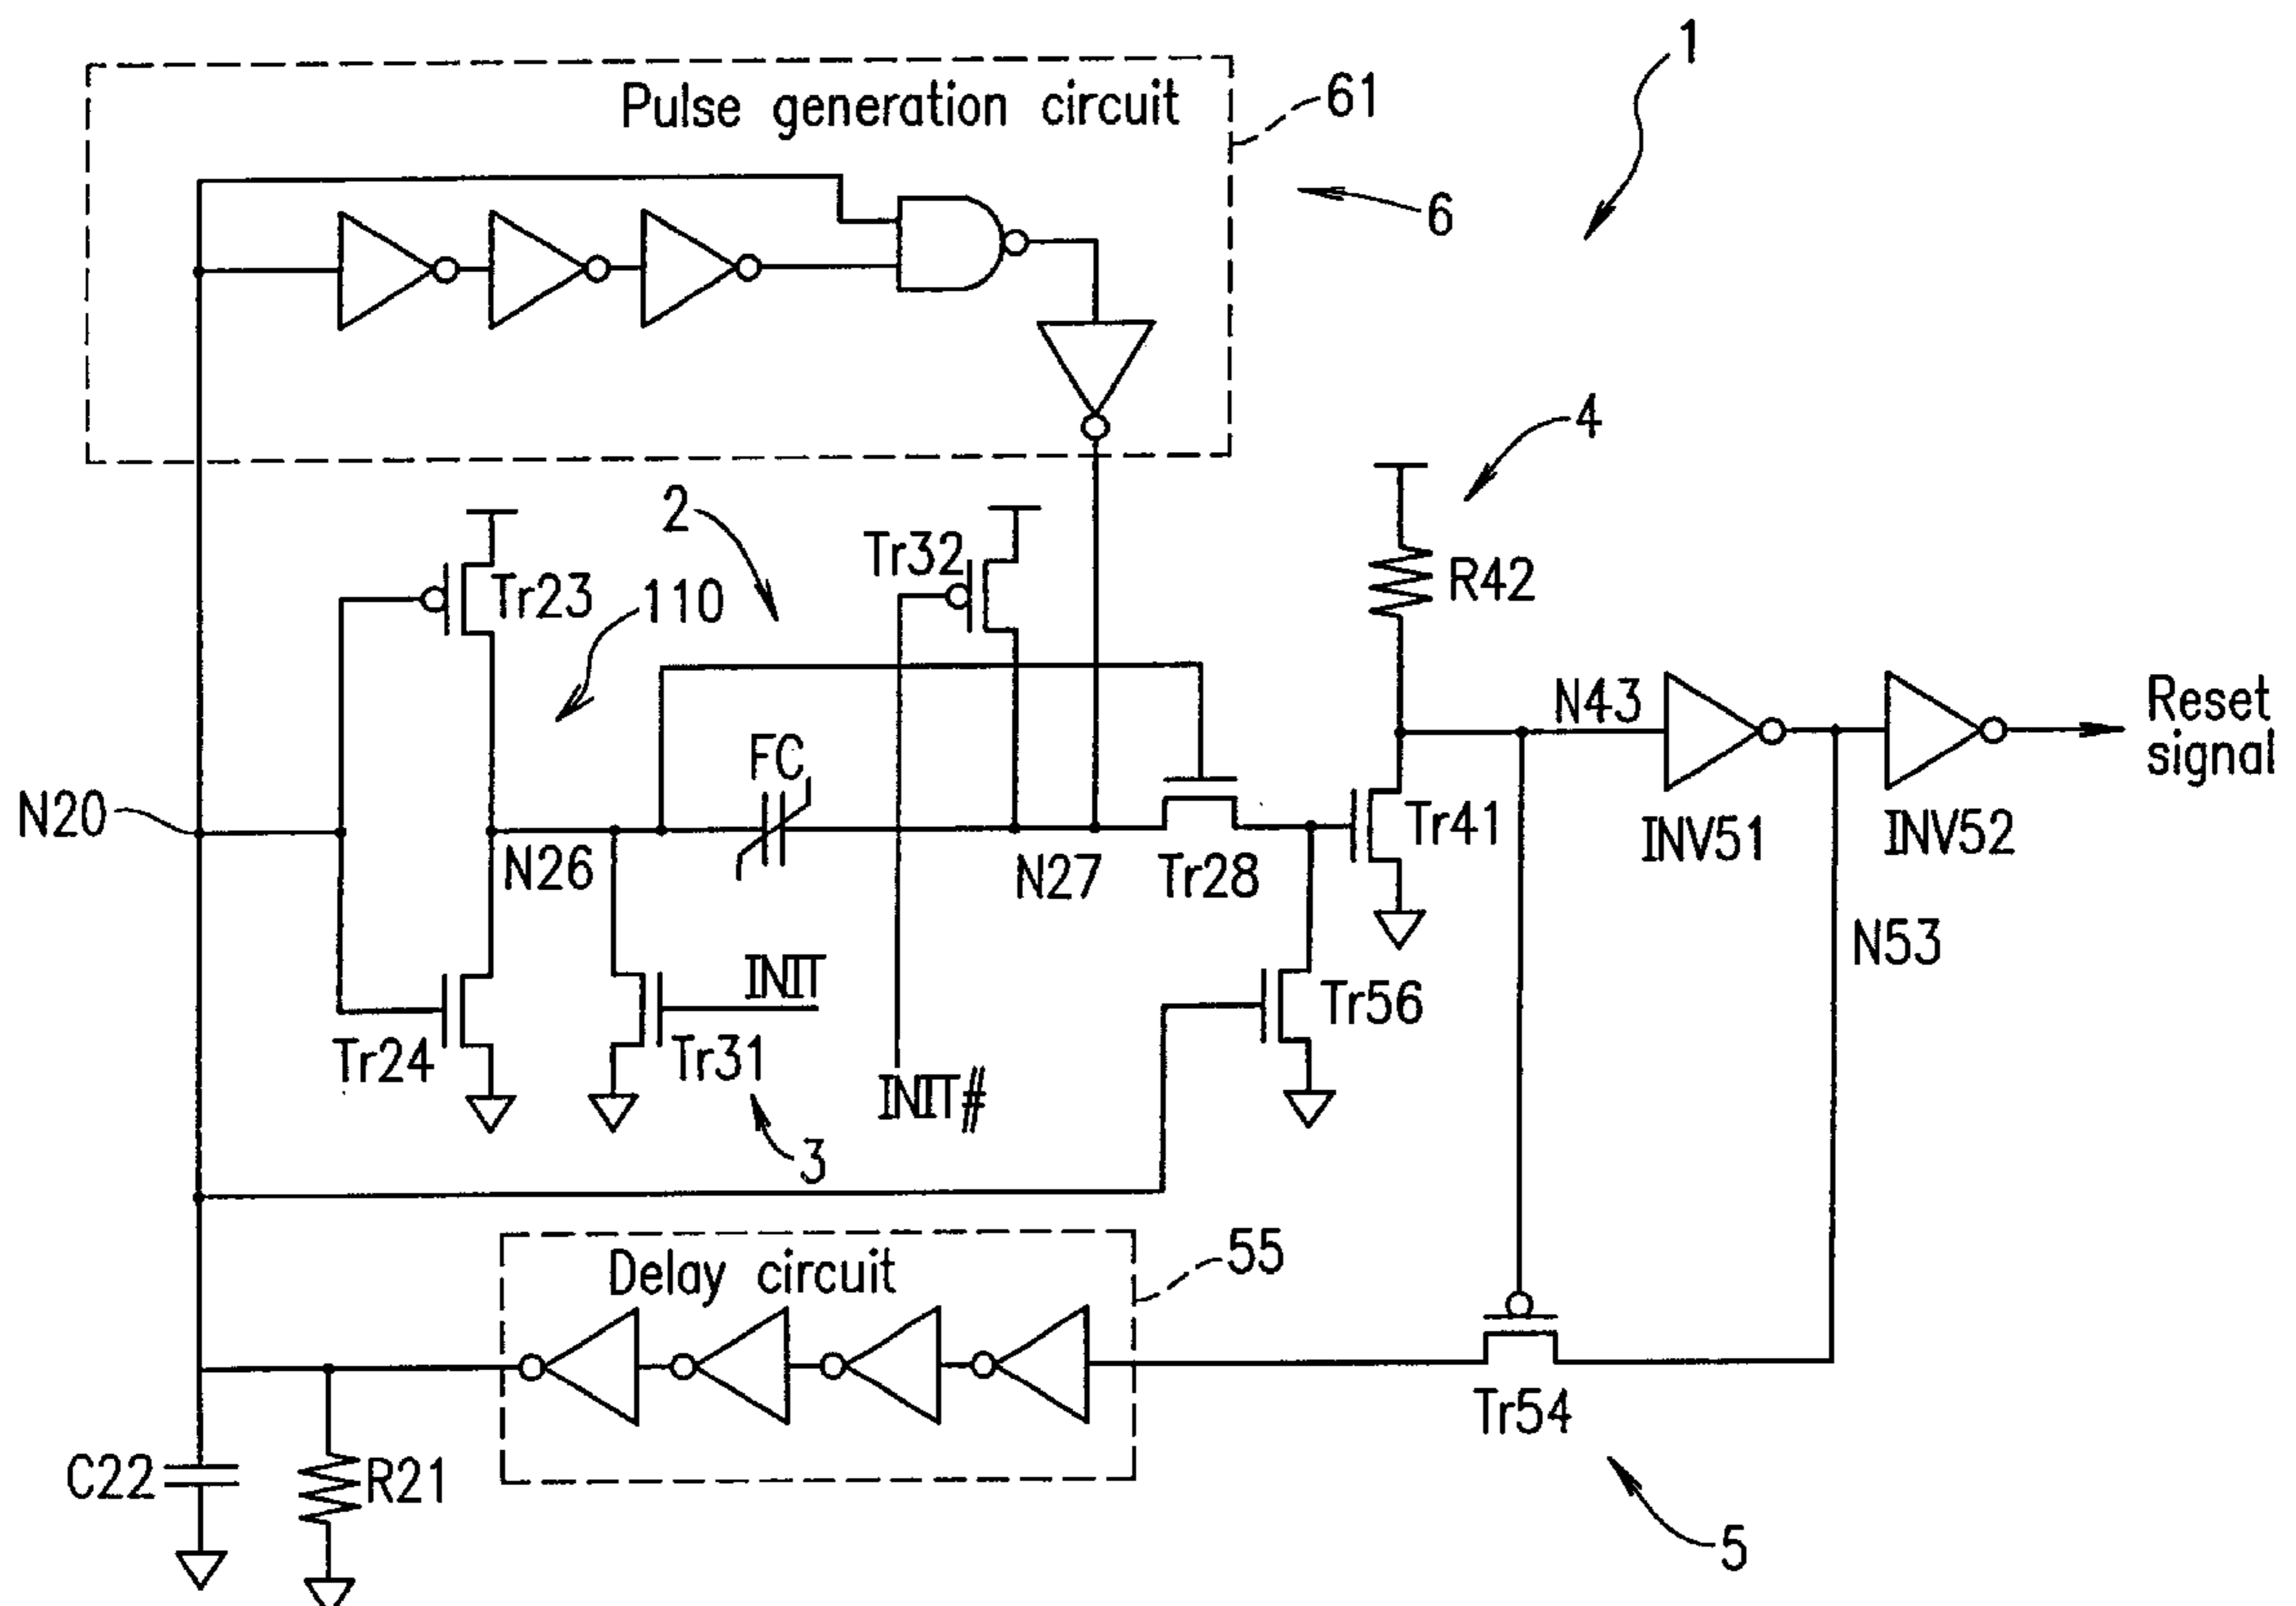 1
Pulse generation circuit
61
6
4
2
Tr32
R42
Tr23
110
N43
Reset
signal
FC
N20
Tr41
INV51
INV52
N26
N27
Tr28
N53
INIT
Tr56
Tr24
Tr31
INIT#
3
Delay circuit
55
Tr54
C22
R21
5